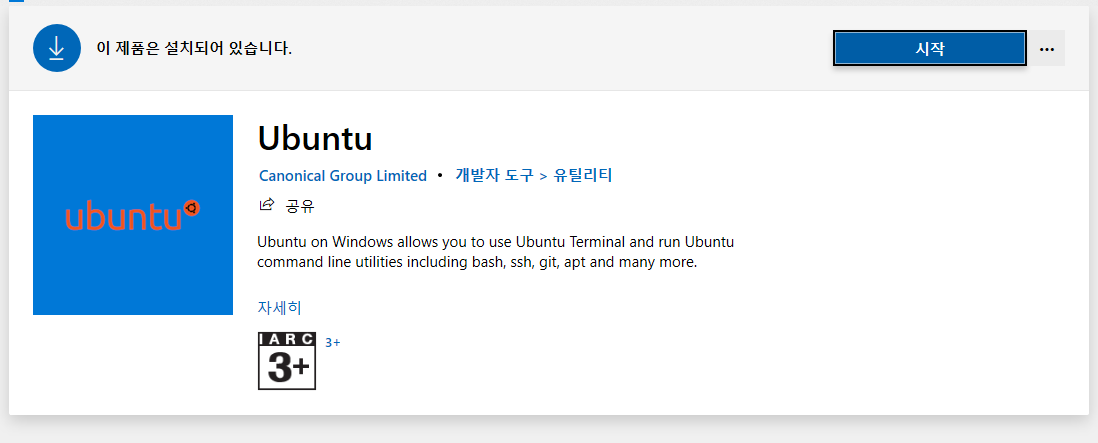 이 제품은 설치되어 있습니다.
시작
ubuntu
Ubuntu
Canonical Group Limited • 개발자 도구 > 유틸리티
공유
Ubuntu on Windows allows you to use Ubuntu Terminal and run Ubuntu
command line utilities including bash, ssh, git, apt and many more.
자세히
IARC
3+
3+